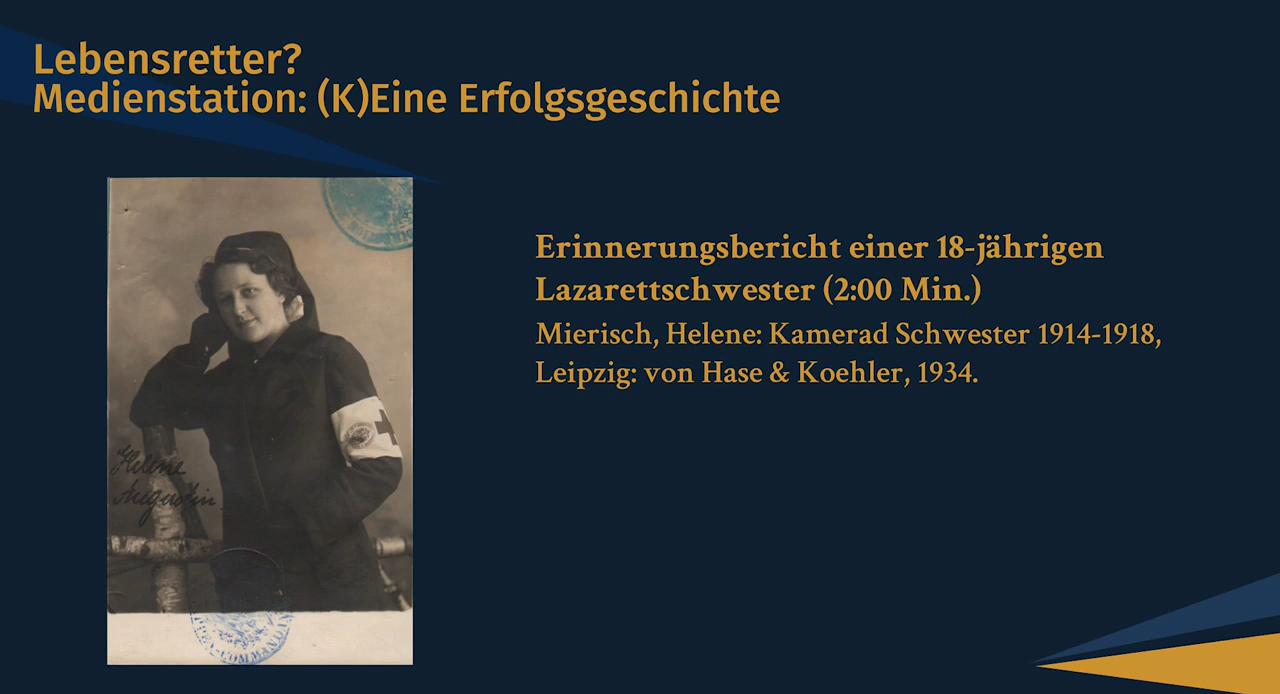 Lebensretter?
Medienstation: (K)Eine Erfolgsgeschichte
Erinnerungsbericht einer 18-jährigen
Lazarettschwester (2:00 Min.)
Mierisch, Helene: Kamerad Schwester 1914-1918,
Leipzig: von Hase & Koehler, 1934.
Helene
Augustin